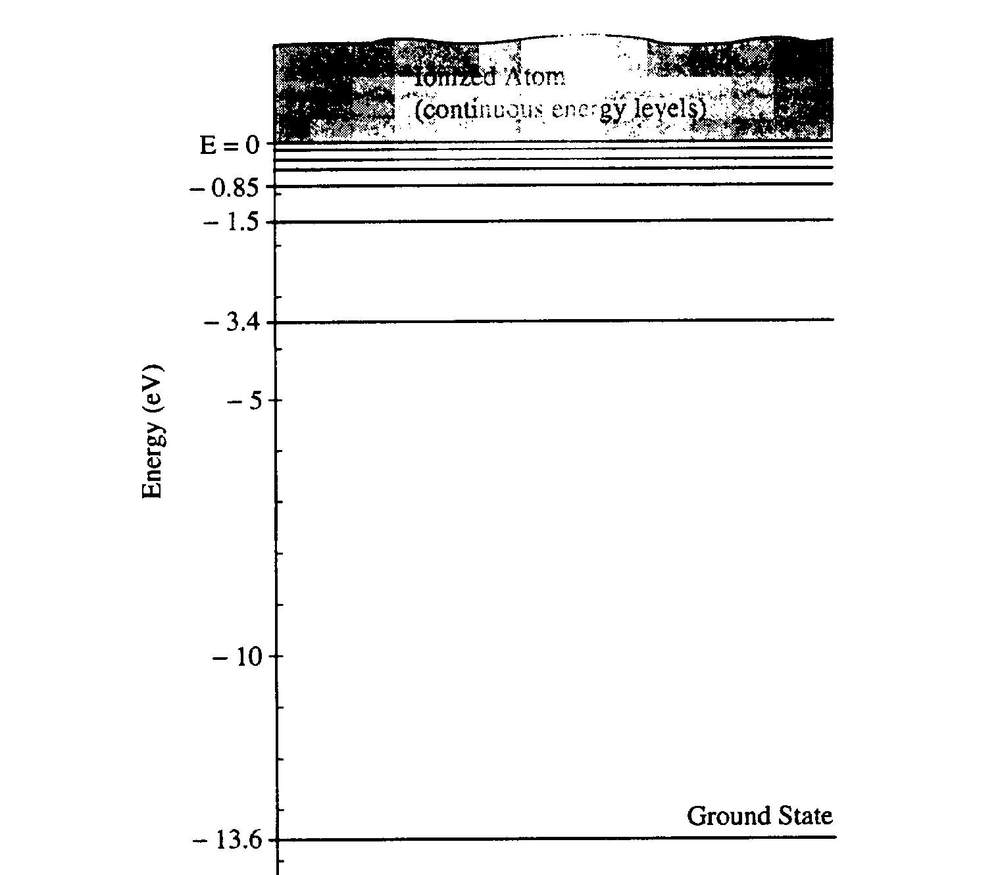 Ionized Atom
(continuous energy levels)
E = 0
– 0.85
– 1.5
– 3.4
– 5
– 10
– 13.6
Energy (eV)
Ground State